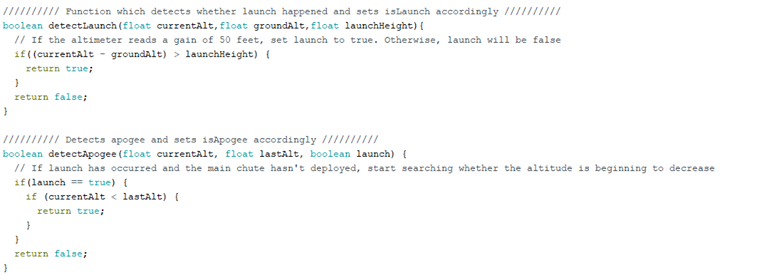 ////////// Function which detects whether launch happened and sets isLaunch accordingly //////////
boolean detectLaunch(float currentAlt,float groundAlt,float launchHeight){
  // If the altimeter reads a gain of 50 feet, set launch to true. Otherwise, launch will be false
  if((currentAlt - groundAlt) > launchHeight) {
    return true;
  }
  return false;
}

////////// Detects apogee and sets isApogee accordingly //////////
boolean detectApogee(float currentAlt, float lastAlt, boolean launch) {
  // If launch has occurred and the main chute hasn't deployed, start searching whether the altitude is beginning to decrease
  if(launch == true) {
    if (currentAlt < lastAlt) {
      return true;
    }
  }
  return false;
}